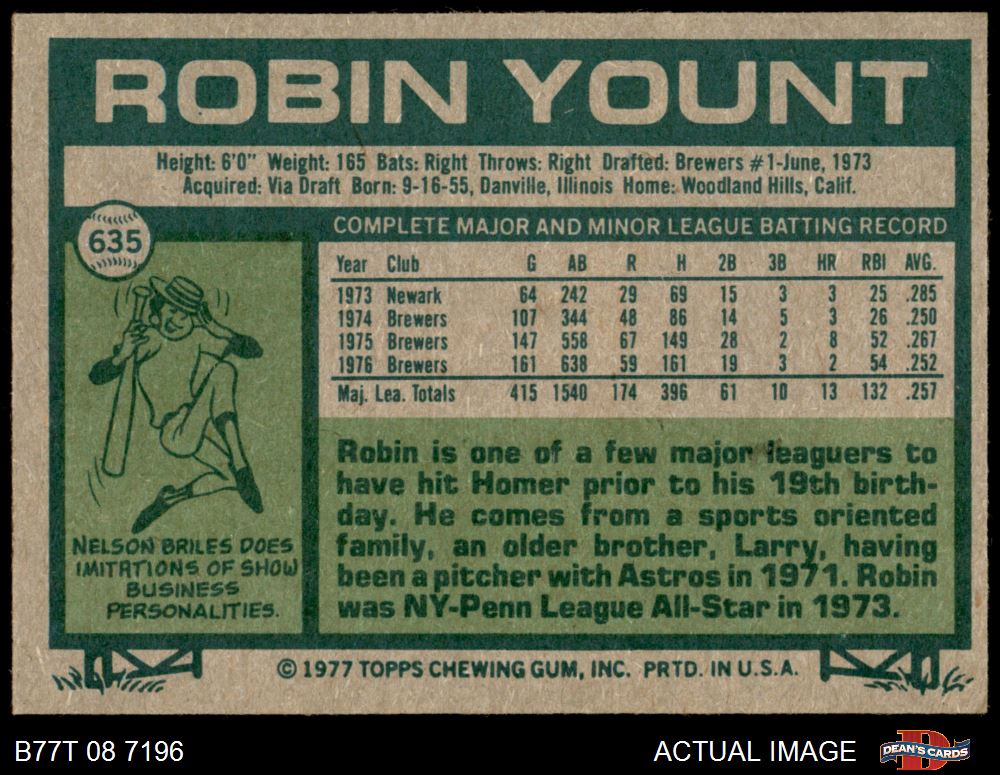 ROBIN YOUNT
Height: 6'0" Weight: 165 Bats: Right Throws: Right Drafted: Brewers #1-June, 1973
Acquired: Via Draft Born: 9-16-55, Danville, Illinois Home: Woodland Hills, Calif.
635
COMPLETE MAJOR AND MINOR LEAGUE BATTING RECORD
Year Club G AB R H 2B 3B HR RBI AVG.
1973 Newark 64 242 29 69 15 3 3 25 .285
1974 Brewers 107 344 48 86 14 5 3 26 .250
1975 Brewers 147 558 67 149 28 2 8 52 .267
1976 Brewers 161 638 59 161 19 3 2 54 .252
Maj. Lea. Totals 415 1540 174 396 61 10 13 132 .257
NELSON BRILES DOES
IMITATIONS OF SHOW
BUSINESS
PERSONALITIES.
Robin is one of a few major leaguers to
have hit Homer prior to his 19th birth-
day. He comes from a sports oriented
family, an older brother, Larry, having
been a pitcher with Astros in 1971. Robin
was NY-Penn League All-Star in 1973.
© 1977 TOPPS CHEWING GUM, INC. PRTD. IN U.S.A.
B77T 08 7196
ACTUAL IMAGE
D
DEAN'S CARDS